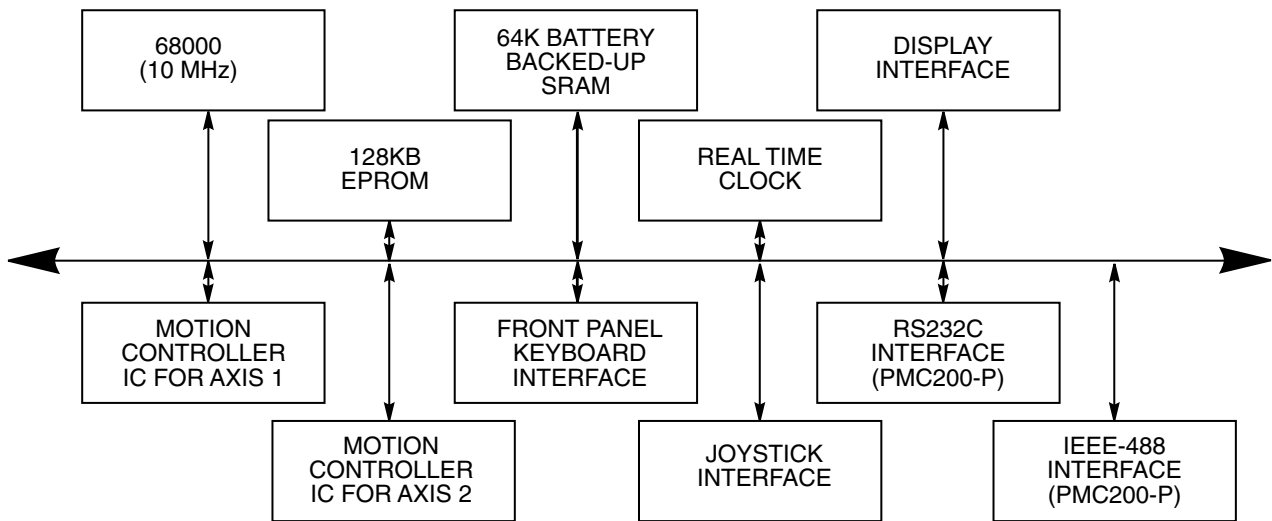 68000
(10 MHz)
64K BATTERY
BACKED-UP
SRAM
DISPLAY
INTERFACE
128KB
EPROM
REAL TIME
CLOCK
MOTION
CONTROLLER
IC FOR AXIS 1
FRONT PANEL
KEYBOARD
INTERFACE
RS232C
INTERFACE
(PMC200-P)
MOTION
CONTROLLER
IC FOR AXIS 2
JOYSTICK
INTERFACE
IEEE-488
INTERFACE
(PMC200-P)